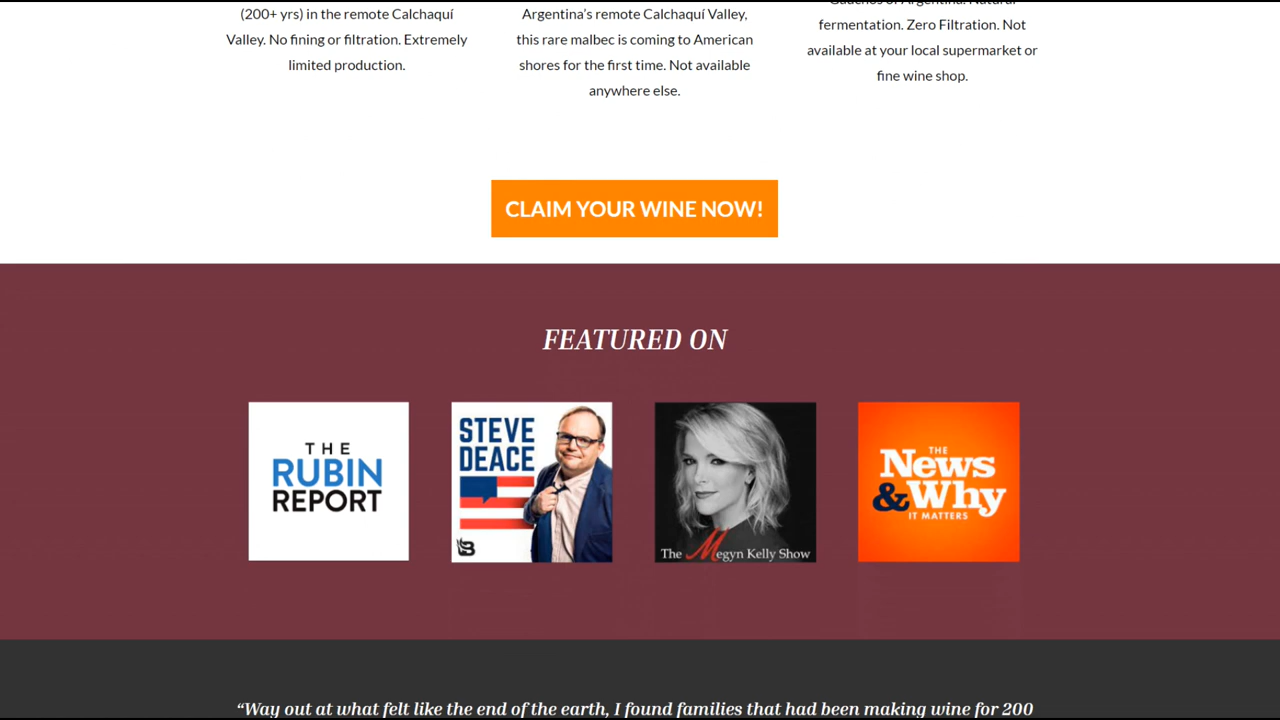 (200+ yrs) in the remote Calchaquí
Valley. No fining or filtration. Extremely
limited production.
Argentina’s remote Calchaquí Valley,
this rare malbec is coming to American
shores for the first time. Not available
anywhere else.
Gauchos of Argentina. Natural
fermentation. Zero Filtration. Not
available at your local supermarket or
fine wine shop.
CLAIM YOUR WINE NOW!
FEATURED ON
THE
RUBIN
REPORT
STEVE
DEACE
B
The Megyn Kelly Show
THE
News
& Why
IT MATTERS
“Way out at what felt like the end of the earth, I found families that had been making wine for 200